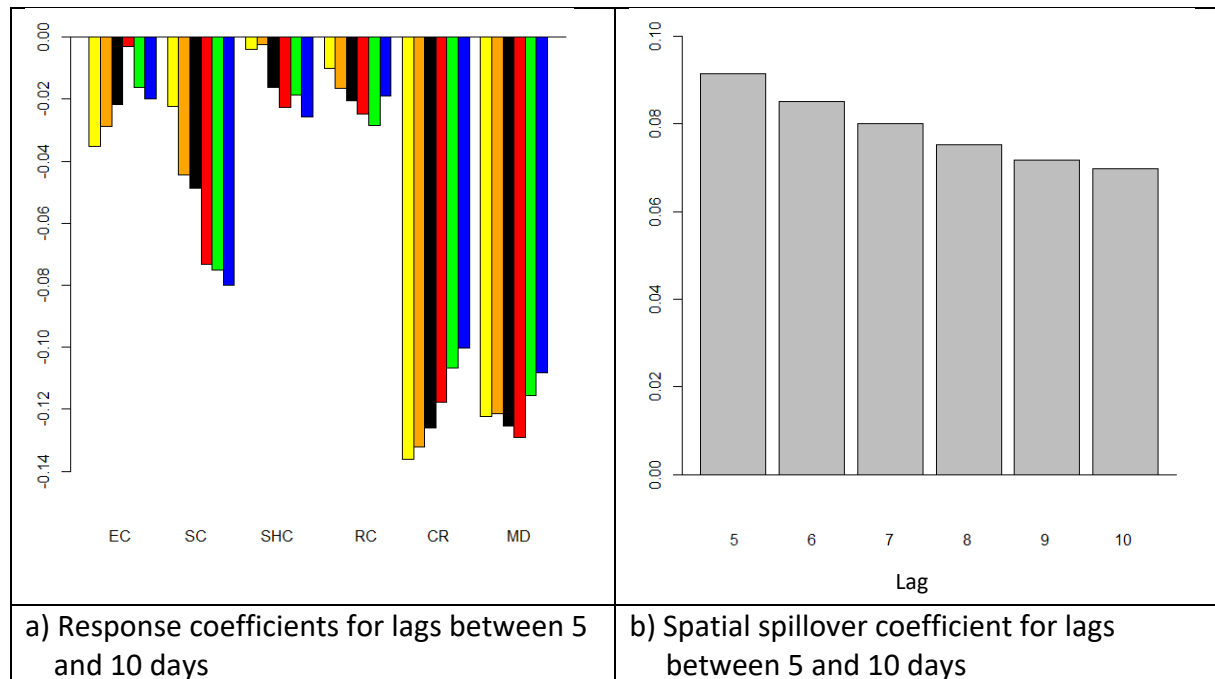 0.00
-0.02
-0.04
-0.06
-0.08
-0.10
-0.12
-0.14
EC SC SHC RC CR MD
0.10
0.08
0.06
0.04
0.02
0.00
5 6 7 8 9 10
Lag
a) Response coefficients for lags between 5
and 10 days
b) Spatial spillover coefficient for lags
between 5 and 10 days